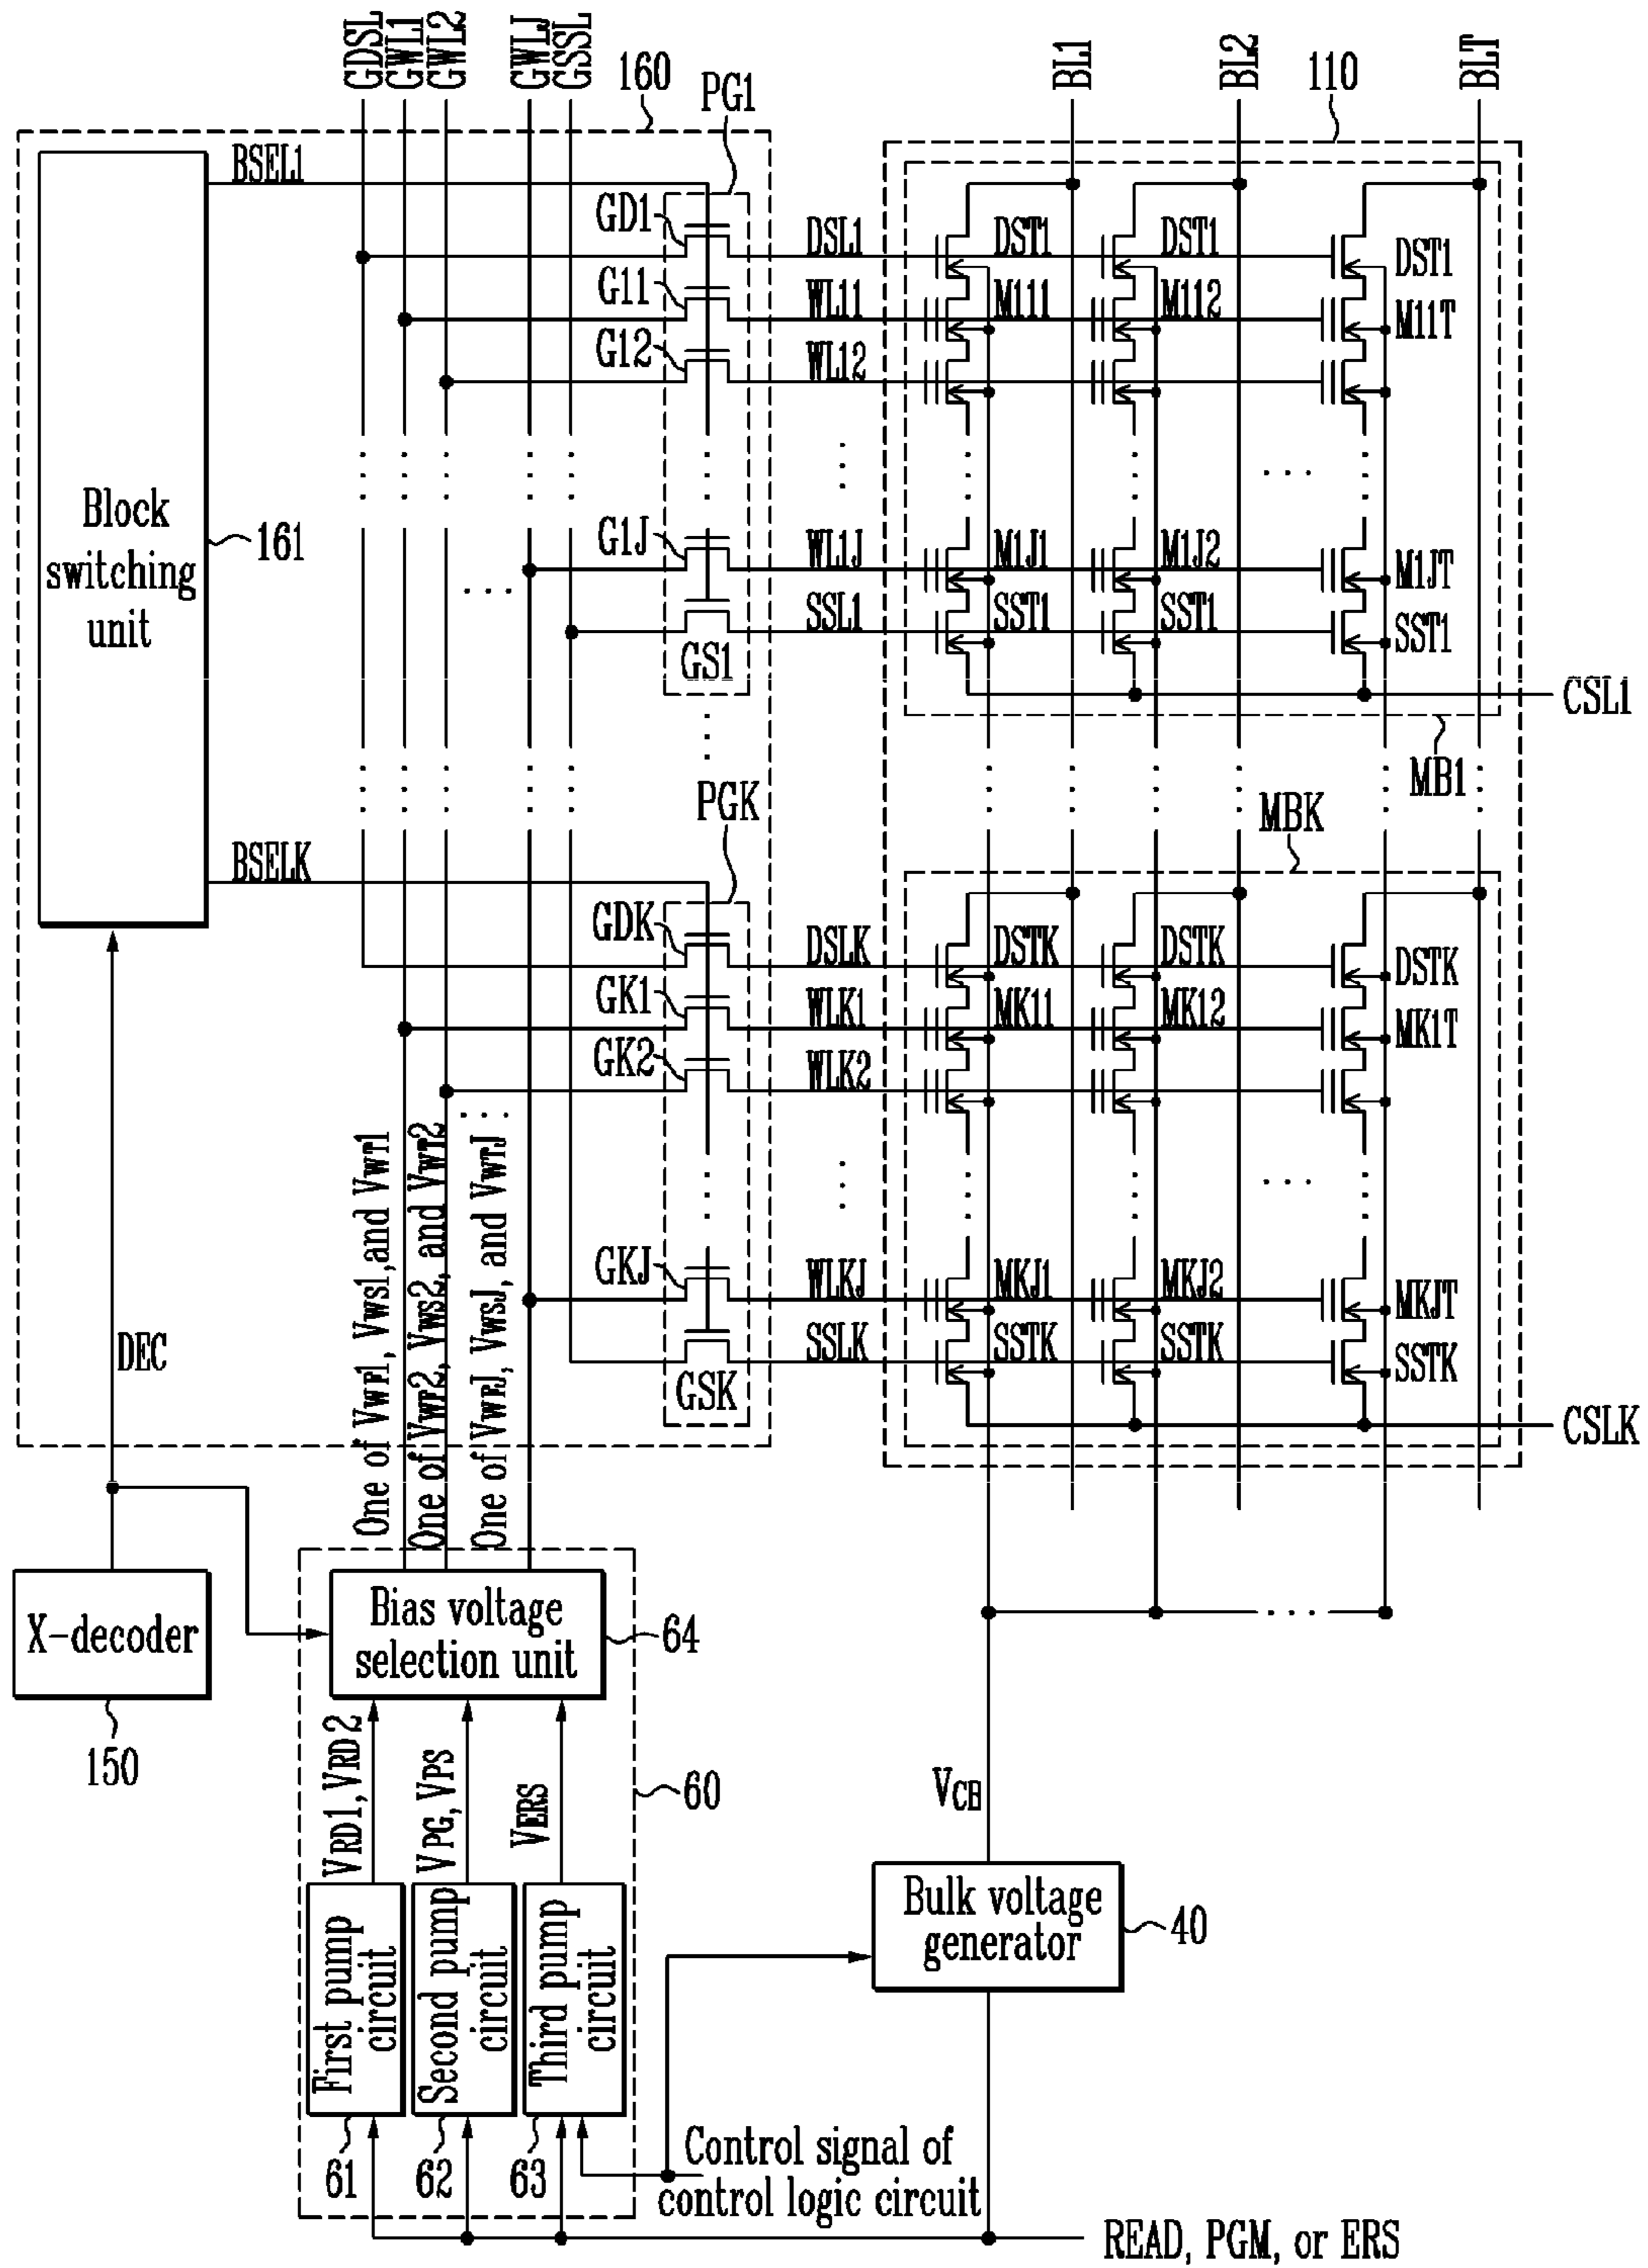 GDSL
GWL1
GWL2
GWLJ
GSSL
160
PG1
BL1
BL2
110
BLT
BSEL1
GD1
DSL1
DST1
DST1
DST1
G11
WL11
M111
M112
M11T
G12
WL12
Block
switching
unit
161
G1J
WL1J
M1J1
M1J2
M1JT
SSL1
SST1
SST1
SST1
GS1
CSL1
MB1
PGK
MBK
BSELK
GDK
DSLK
DSTK
DSTK
DSTK
GK1
WLK1
MK11
MK12
MK1T
GK2
WLK2
One of VWF1, VWS1,and VWT1
One of VWF2, VWS2, and VWT2
One of VWFJ, VWSJ, and VWTJ
GKJ
WLKJ
MKJ1
MKJ2
MKJT
DEC
SSLK
SSTK
SSTK
SSTK
GSK
CSLK
X-decoder
150
Bias voltage
selection unit
64
VRD1,VRD2
VPG,VPS
VERS
60
VCH
Bulk voltage
generator
40
First pump
circuit
Second pump
circuit
Third pump
circuit
61
62
63
Control signal of
control logic circuit
READ, PGM, or ERS